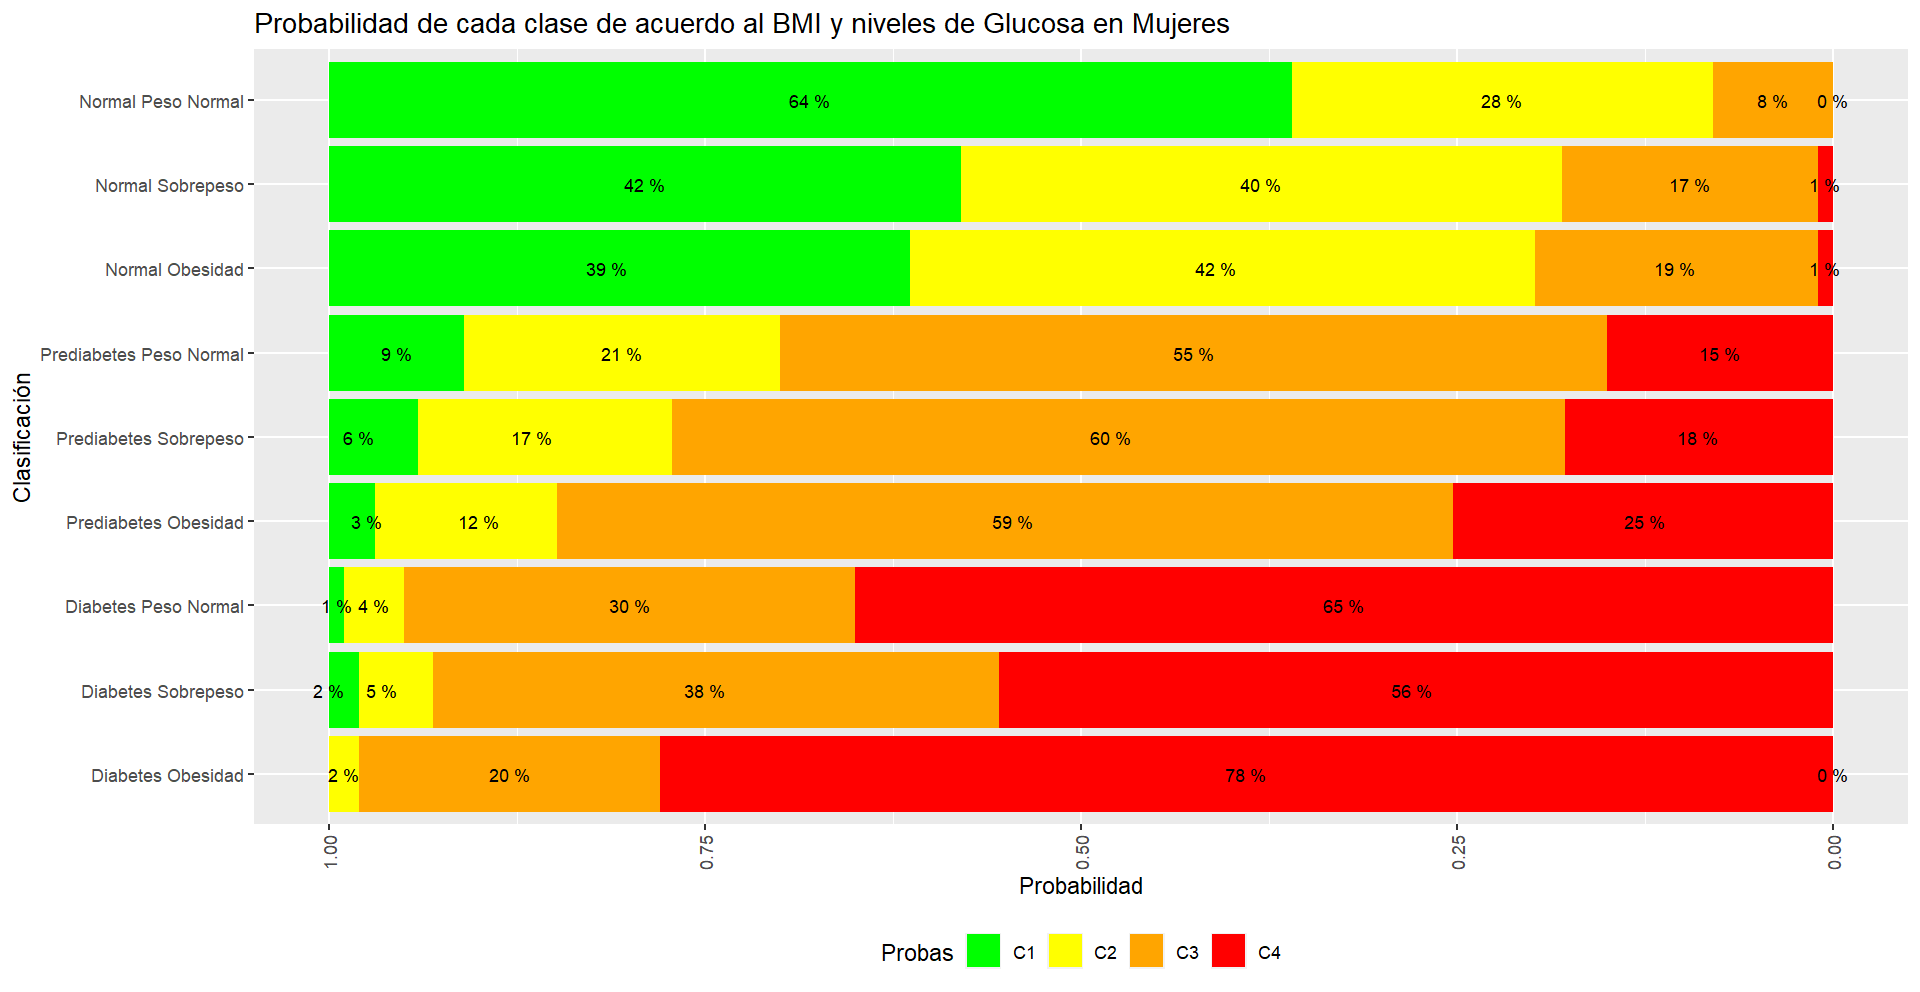 Probabilidad de cada clase de acuerdo al BMI y niveles de Glucosa en Mujeres
Clasificación
Normal Peso Normal
64 % 28 % 8 % 0 %
Normal Sobrepeso
42 % 40 % 17 % 1 %
Normal Obesidad
39 % 42 % 19 % 1 %
Prediabetes Peso Normal
9 % 21 % 55 % 15 %
Prediabetes Sobrepeso
6 % 17 % 60 % 18 %
Prediabetes Obesidad
3 % 12 % 59 % 25 %
Diabetes Peso Normal
1 % 4 % 30 % 65 %
Diabetes Sobrepeso
2 % 5 % 38 % 56 %
Diabetes Obesidad
2 % 20 % 78 % 0 %
1.00 0.75 0.50 0.25 0.00
Probabilidad
Probas C1 C2 C3 C4